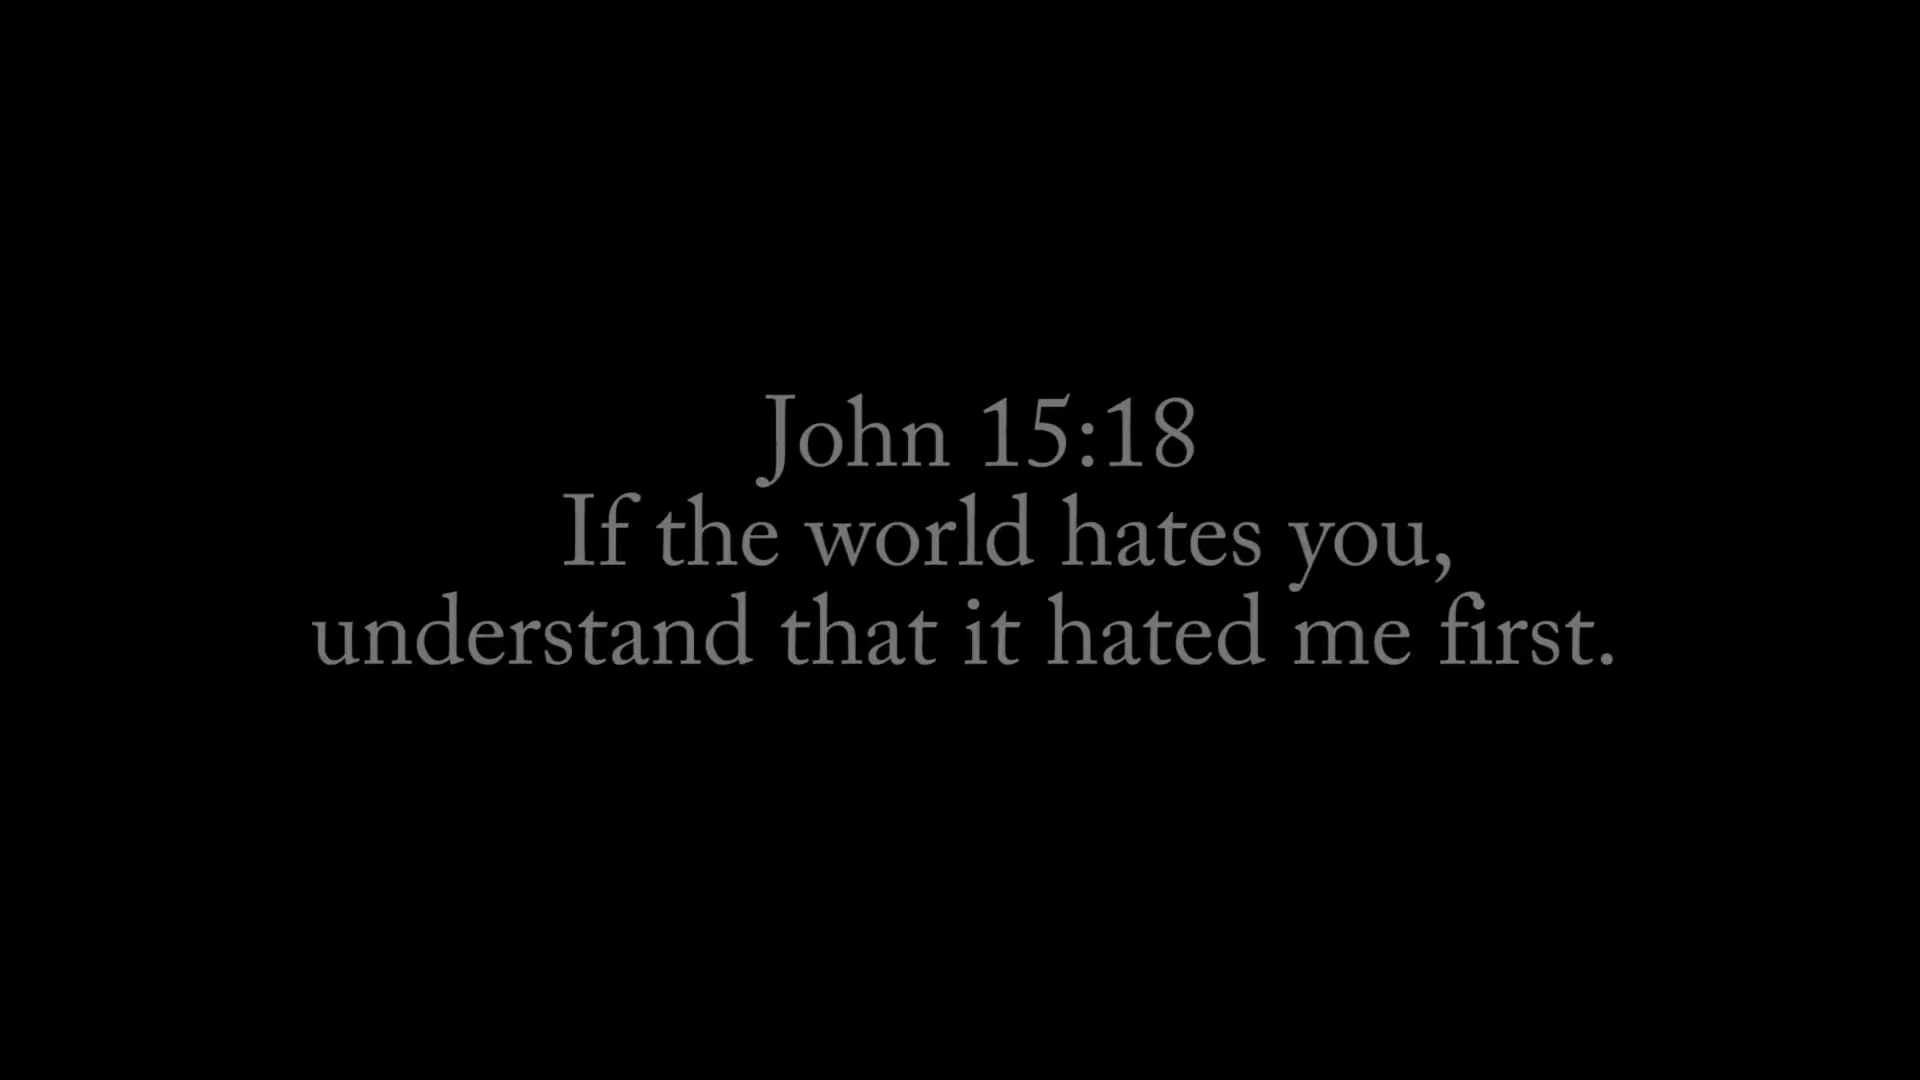 John 15:18
If the world hates you,
understand that it hated me first.